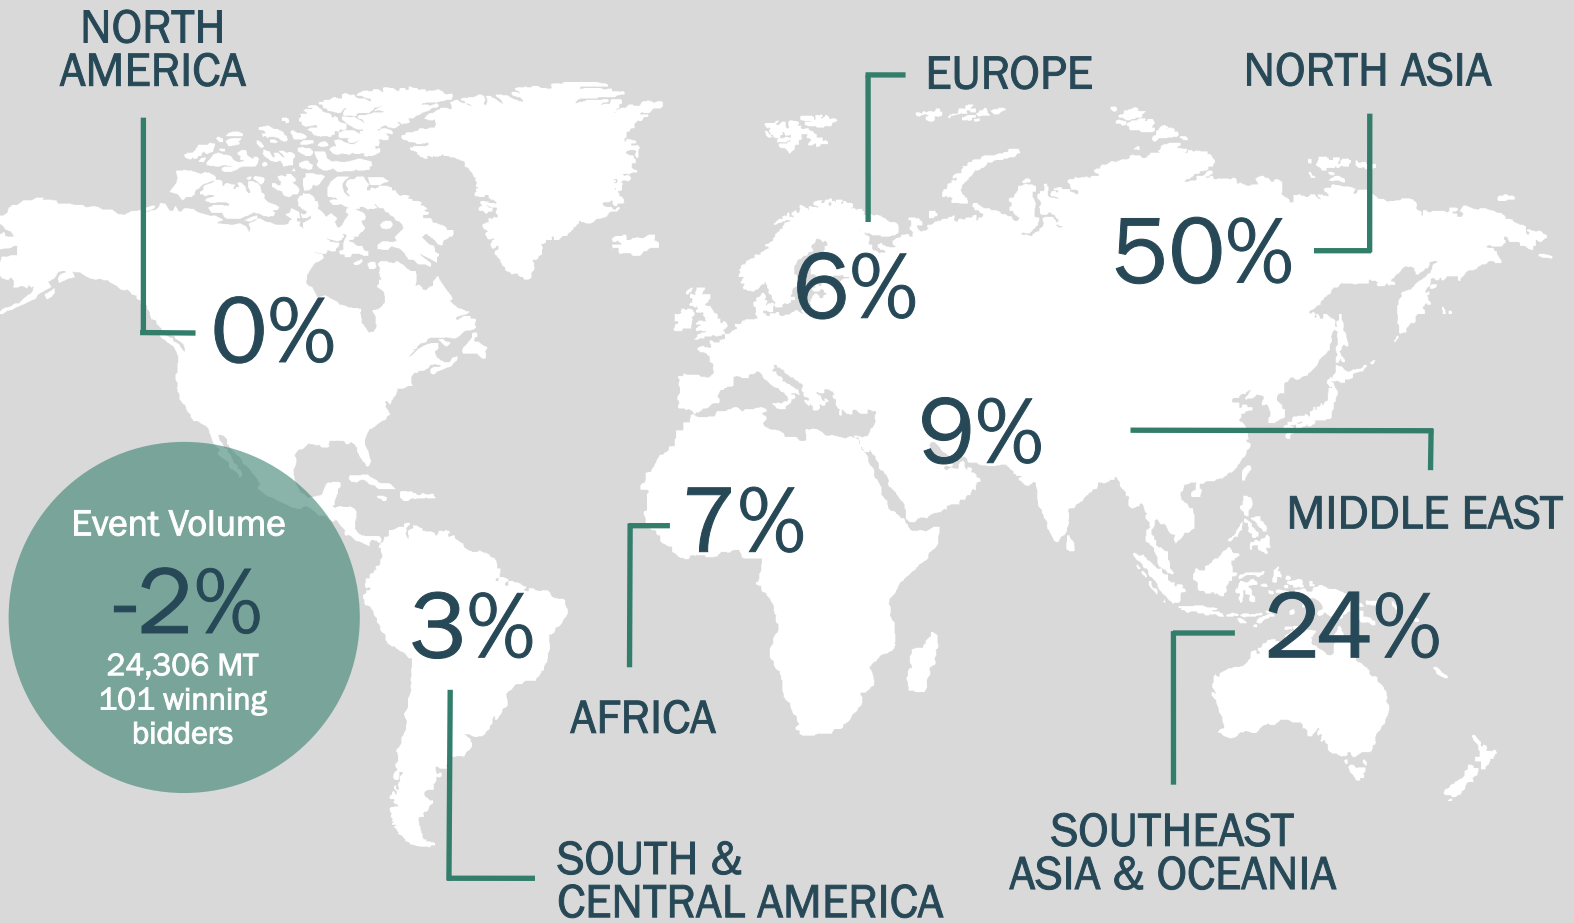 NORTH
AMERICA
0%
EUROPE
6%
NORTH ASIA
50%
9%
MIDDLE EAST
7%
AFRICA
Event Volume
-2%
24,306 MT
101 winning
bidders
3%
SOUTH &
CENTRAL AMERICA
24%
SOUTHEAST
ASIA & OCEANIA